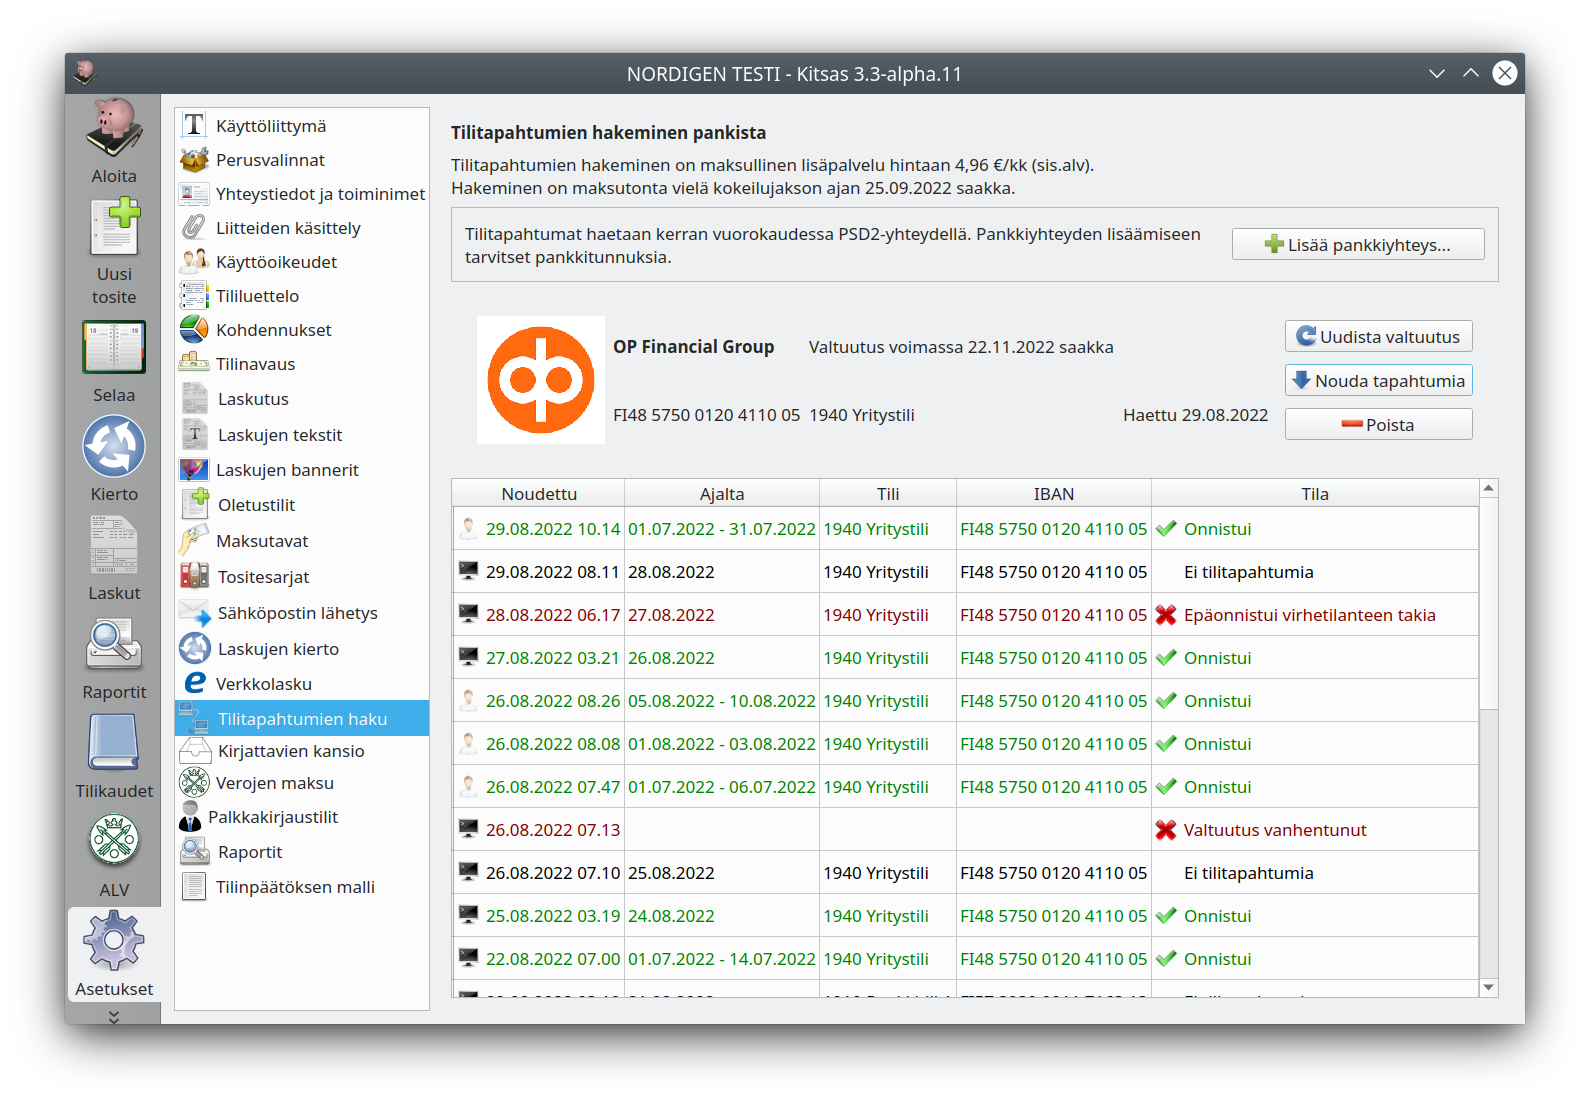 NORDIGEN TESTI - Kitsas 3.3-alpha.11
Aloita
Uusi
tosite
Selaa
Kierto
Laskut
Raportit
Tilikaudet
ALV
Asetukset
Käyttöliittymä
Perusvalinnat
Yhteystiedot ja toiminimet
Liitteiden käsittely
Käyttöoikeudet
Tililuettelo
Kohdennukset
Tilinavaus
Laskutus
Laskujen tekstit
Laskujen bannerit
Oletustilit
Maksutavat
Tositesarjat
Sähköpostin lähetys
Laskujen kierto
Verkkolasku
Tilitapahtumien haku
Kirjattavien kansio
Verojen maksu
Palkkakirjaustilit
Raportit
Tilinpäätöksen malli
Tilitapahtumien hakeminen pankista
Tilitapahtumien hakeminen on maksullinen lisäpalvelu hintaan 4,96 €/kk (sis.alv).
Hakeminen on maksutonta vielä kokeilujakson ajan 25.09.2022 saakka.
Tilitapahtumat haetaan kerran vuorokaudessa PSD2-yhteydellä. Pankkiyhteyden lisäämiseen
tarvitset pankkitunnuksia.
Lisää pankkiyhteys...
OP Financial Group Valtuutus voimassa 22.11.2022 saakka
FI48 5750 0120 4110 05 1940 Yritystili Haettu 29.08.2022
Uudista valtuutus
Nouda tapahtumia
Poista
Noudettu Ajalta Tili IBAN Tila
29.08.2022 10.14 01.07.2022 - 31.07.2022 1940 Yritystili FI48 5750 0120 4110 05 Onnistui
29.08.2022 08.11 28.08.2022 1940 Yritystili FI48 5750 0120 4110 05 Ei tilitapahtumia
28.08.2022 06.17 27.08.2022 1940 Yritystili FI48 5750 0120 4110 05 Epäonnistui virhetilanteen takia
27.08.2022 03.21 26.08.2022 1940 Yritystili FI48 5750 0120 4110 05 Onnistui
26.08.2022 08.26 05.08.2022 - 10.08.2022 1940 Yritystili FI48 5750 0120 4110 05 Onnistui
26.08.2022 08.08 01.08.2022 - 03.08.2022 1940 Yritystili FI48 5750 0120 4110 05 Onnistui
26.08.2022 07.47 01.07.2022 - 06.07.2022 1940 Yritystili FI48 5750 0120 4110 05 Onnistui
26.08.2022 07.13 Valtuutus vanhentunut
26.08.2022 07.10 25.08.2022 1940 Yritystili FI48 5750 0120 4110 05 Ei tilitapahtumia
25.08.2022 03.19 24.08.2022 1940 Yritystili FI48 5750 0120 4110 05 Onnistui
22.08.2022 07.00 01.07.2022 - 14.07.2022 1940 Yritystili FI48 5750 0120 4110 05 Onnistui